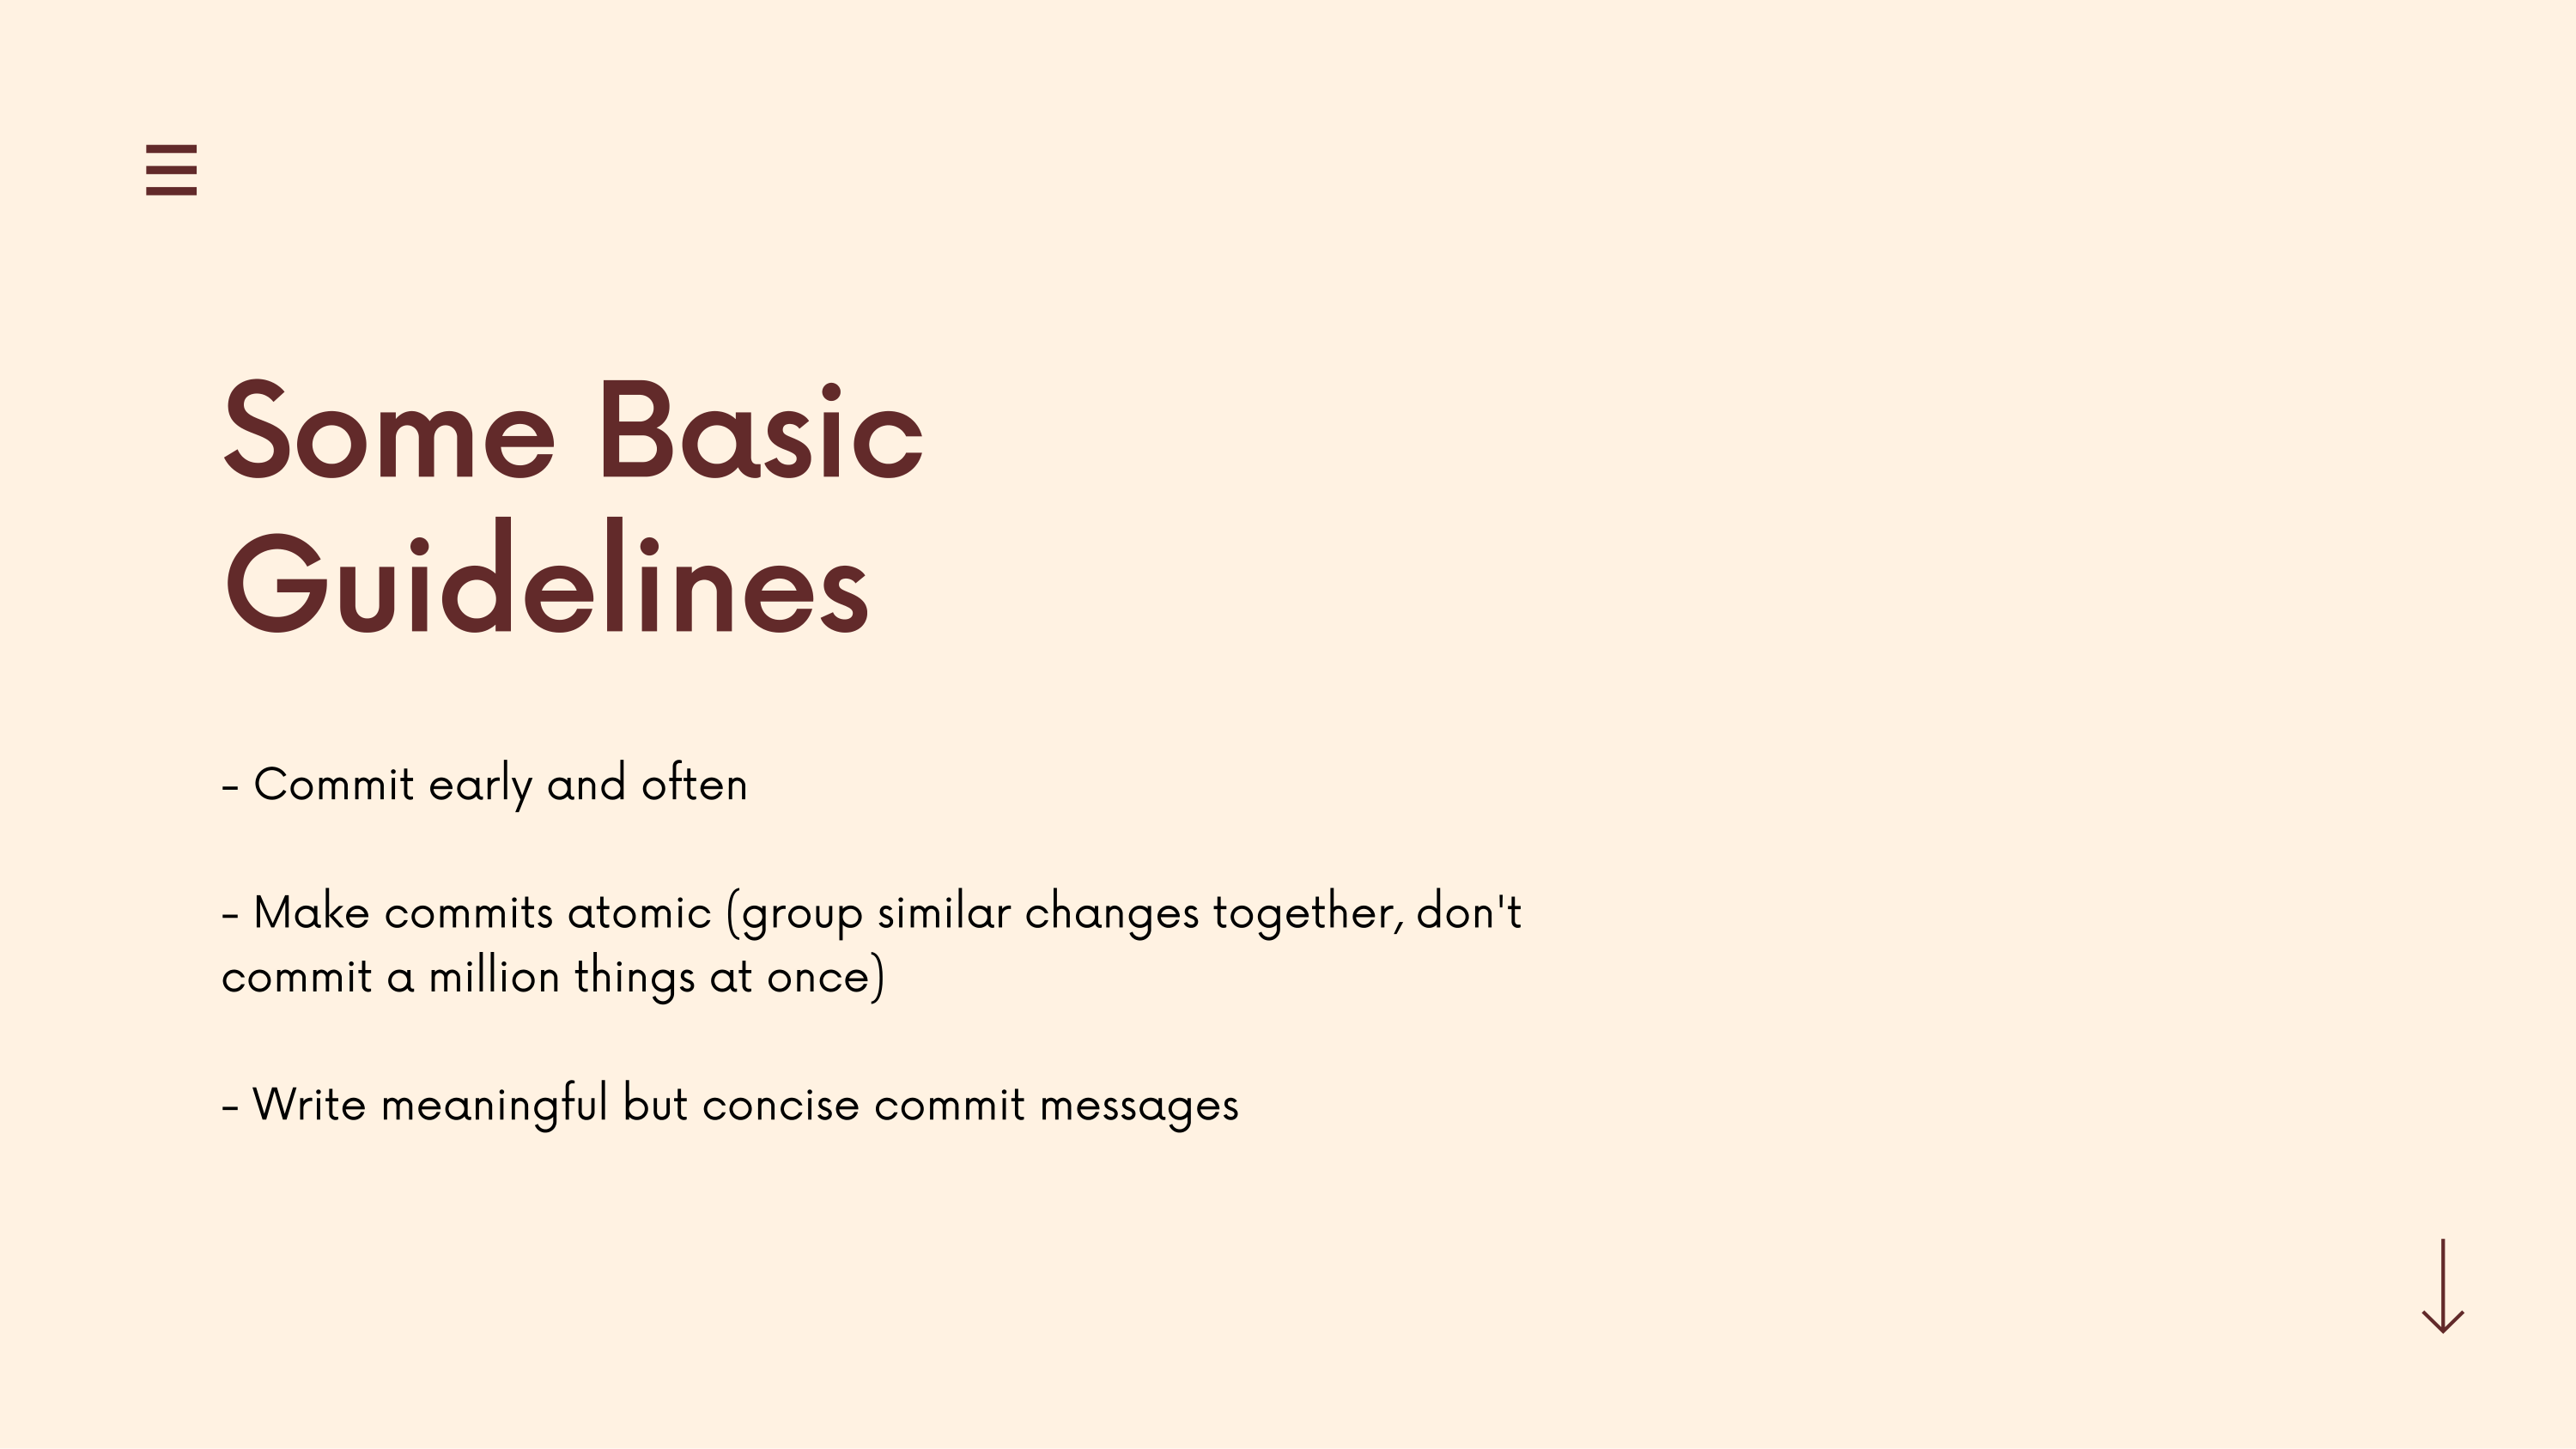 Some Basic
Guidelines
- Commit early and often
- Make commits atomic (group similar changes together, don't
commit a million things at once)
- Write meaningful but concise commit messages